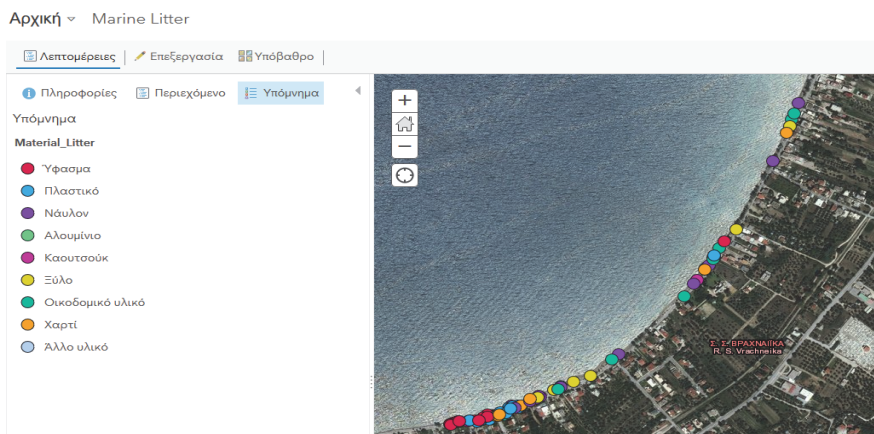 Αρχική Marine Litter
Λεπτομέρειες Επεξεργασία Υπόβαθρο
Πληροφορίες Περιεχόμενο Υπόμνημα
Υπόμνημα
Material_Litter
Ύφασμα
Πλαστικό
Νάυλον
Αλουμίνιο
Καουτσούκ
Ξύλο
Οικοδομικό υλικό
Χαρτί
Άλλο υλικό
Σ. Σ. ΒΡΑΧΝΑΙΪΚΑ
R. S. Vrachneika